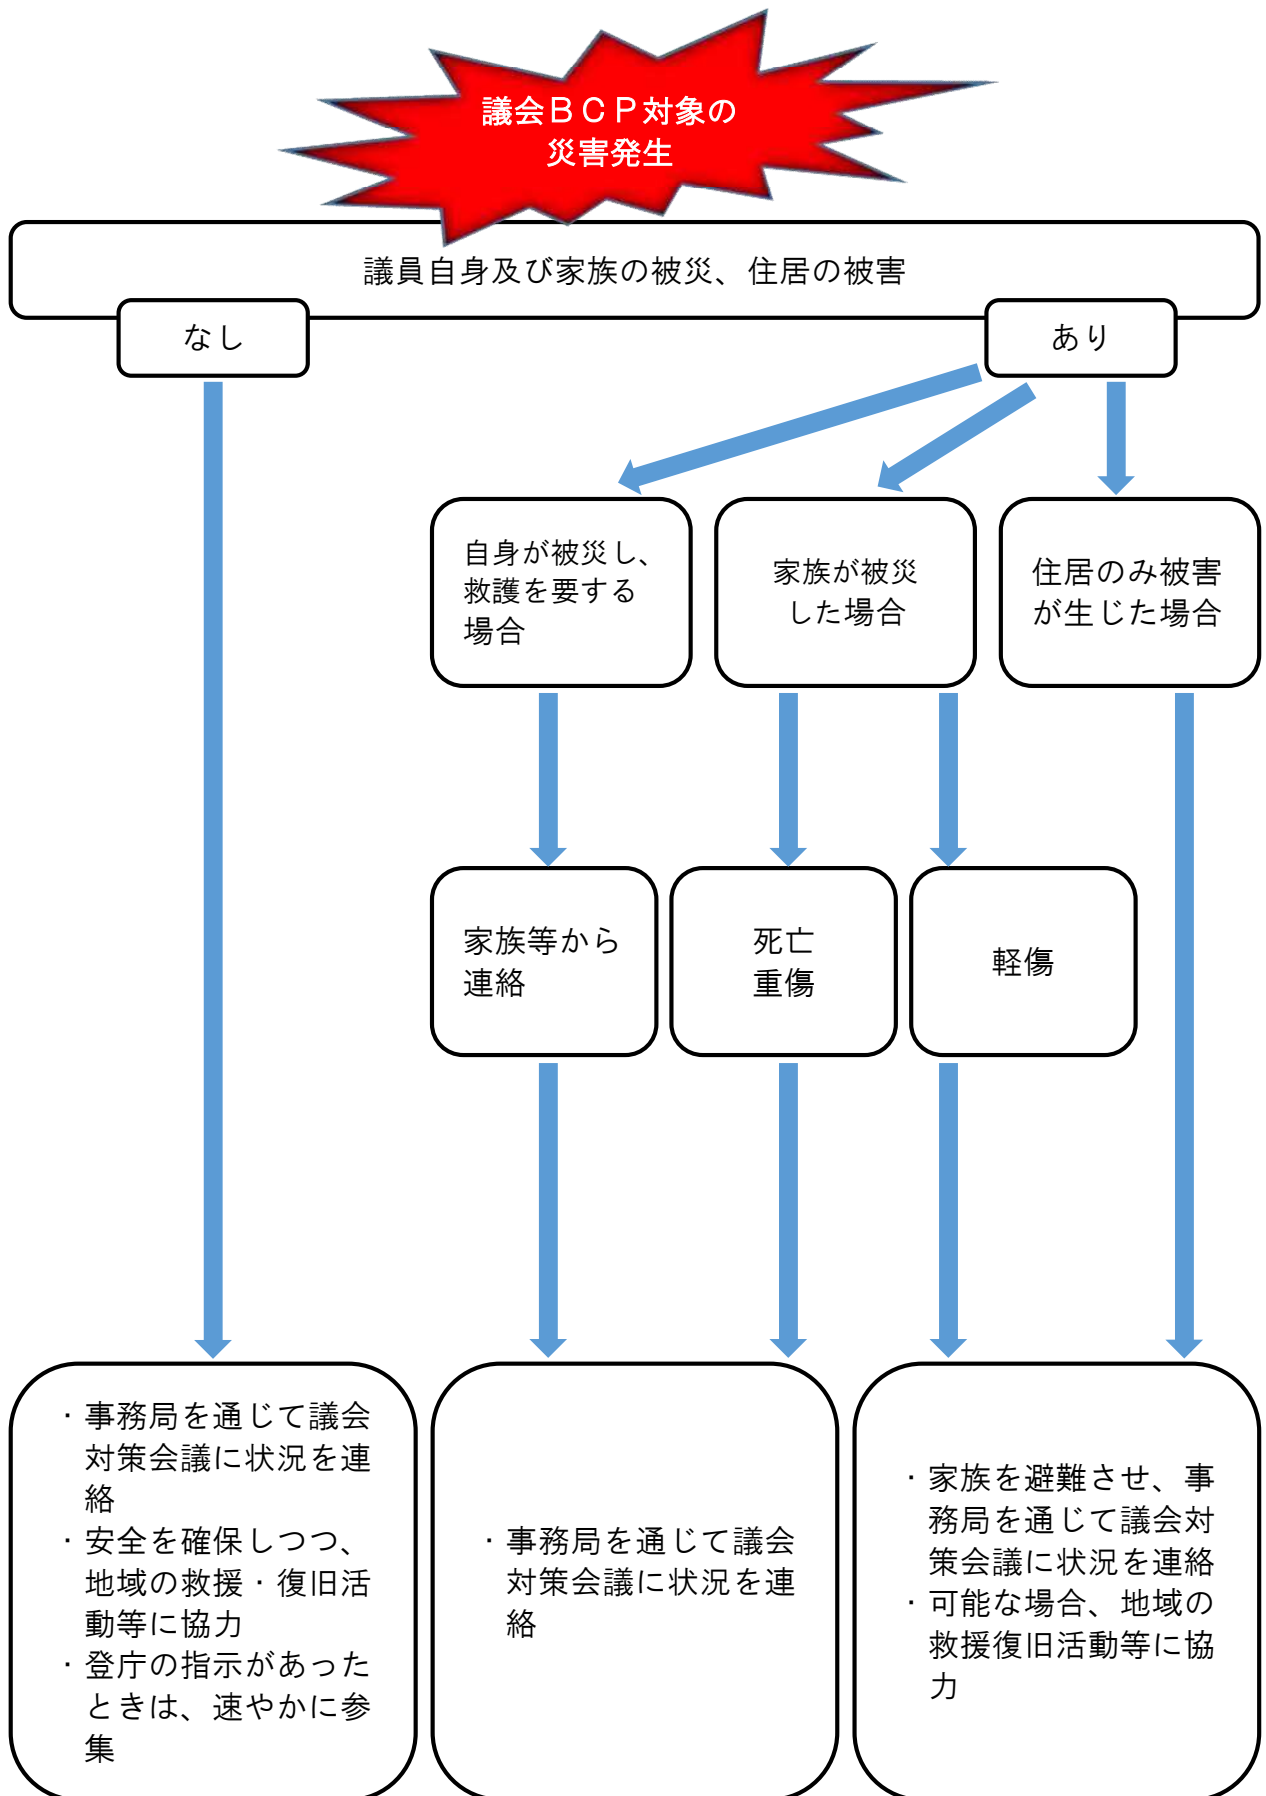 議会ＢＣＰ対象の
災害発生
議員自身及び家族の被災、住居の被害
なし
あり
自身が被災し、
救護を要する
場合
家族が被災
した場合
住居のみ被害
が生じた場合
家族等から
連絡
死亡
重傷
軽傷
・事務局を通じて議会
対策会議に状況を連
絡
・安全を確保しつつ、
地域の救援・復旧活
動等に協力
・登庁の指示があった
ときは、速やかに参
集
・事務局を通じて議会
対策会議に状況を連
絡
・家族を避難させ、事
務局を通じて議会対
策会議に状況を連絡
・可能な場合、地域の
救援復旧活動等に協
力